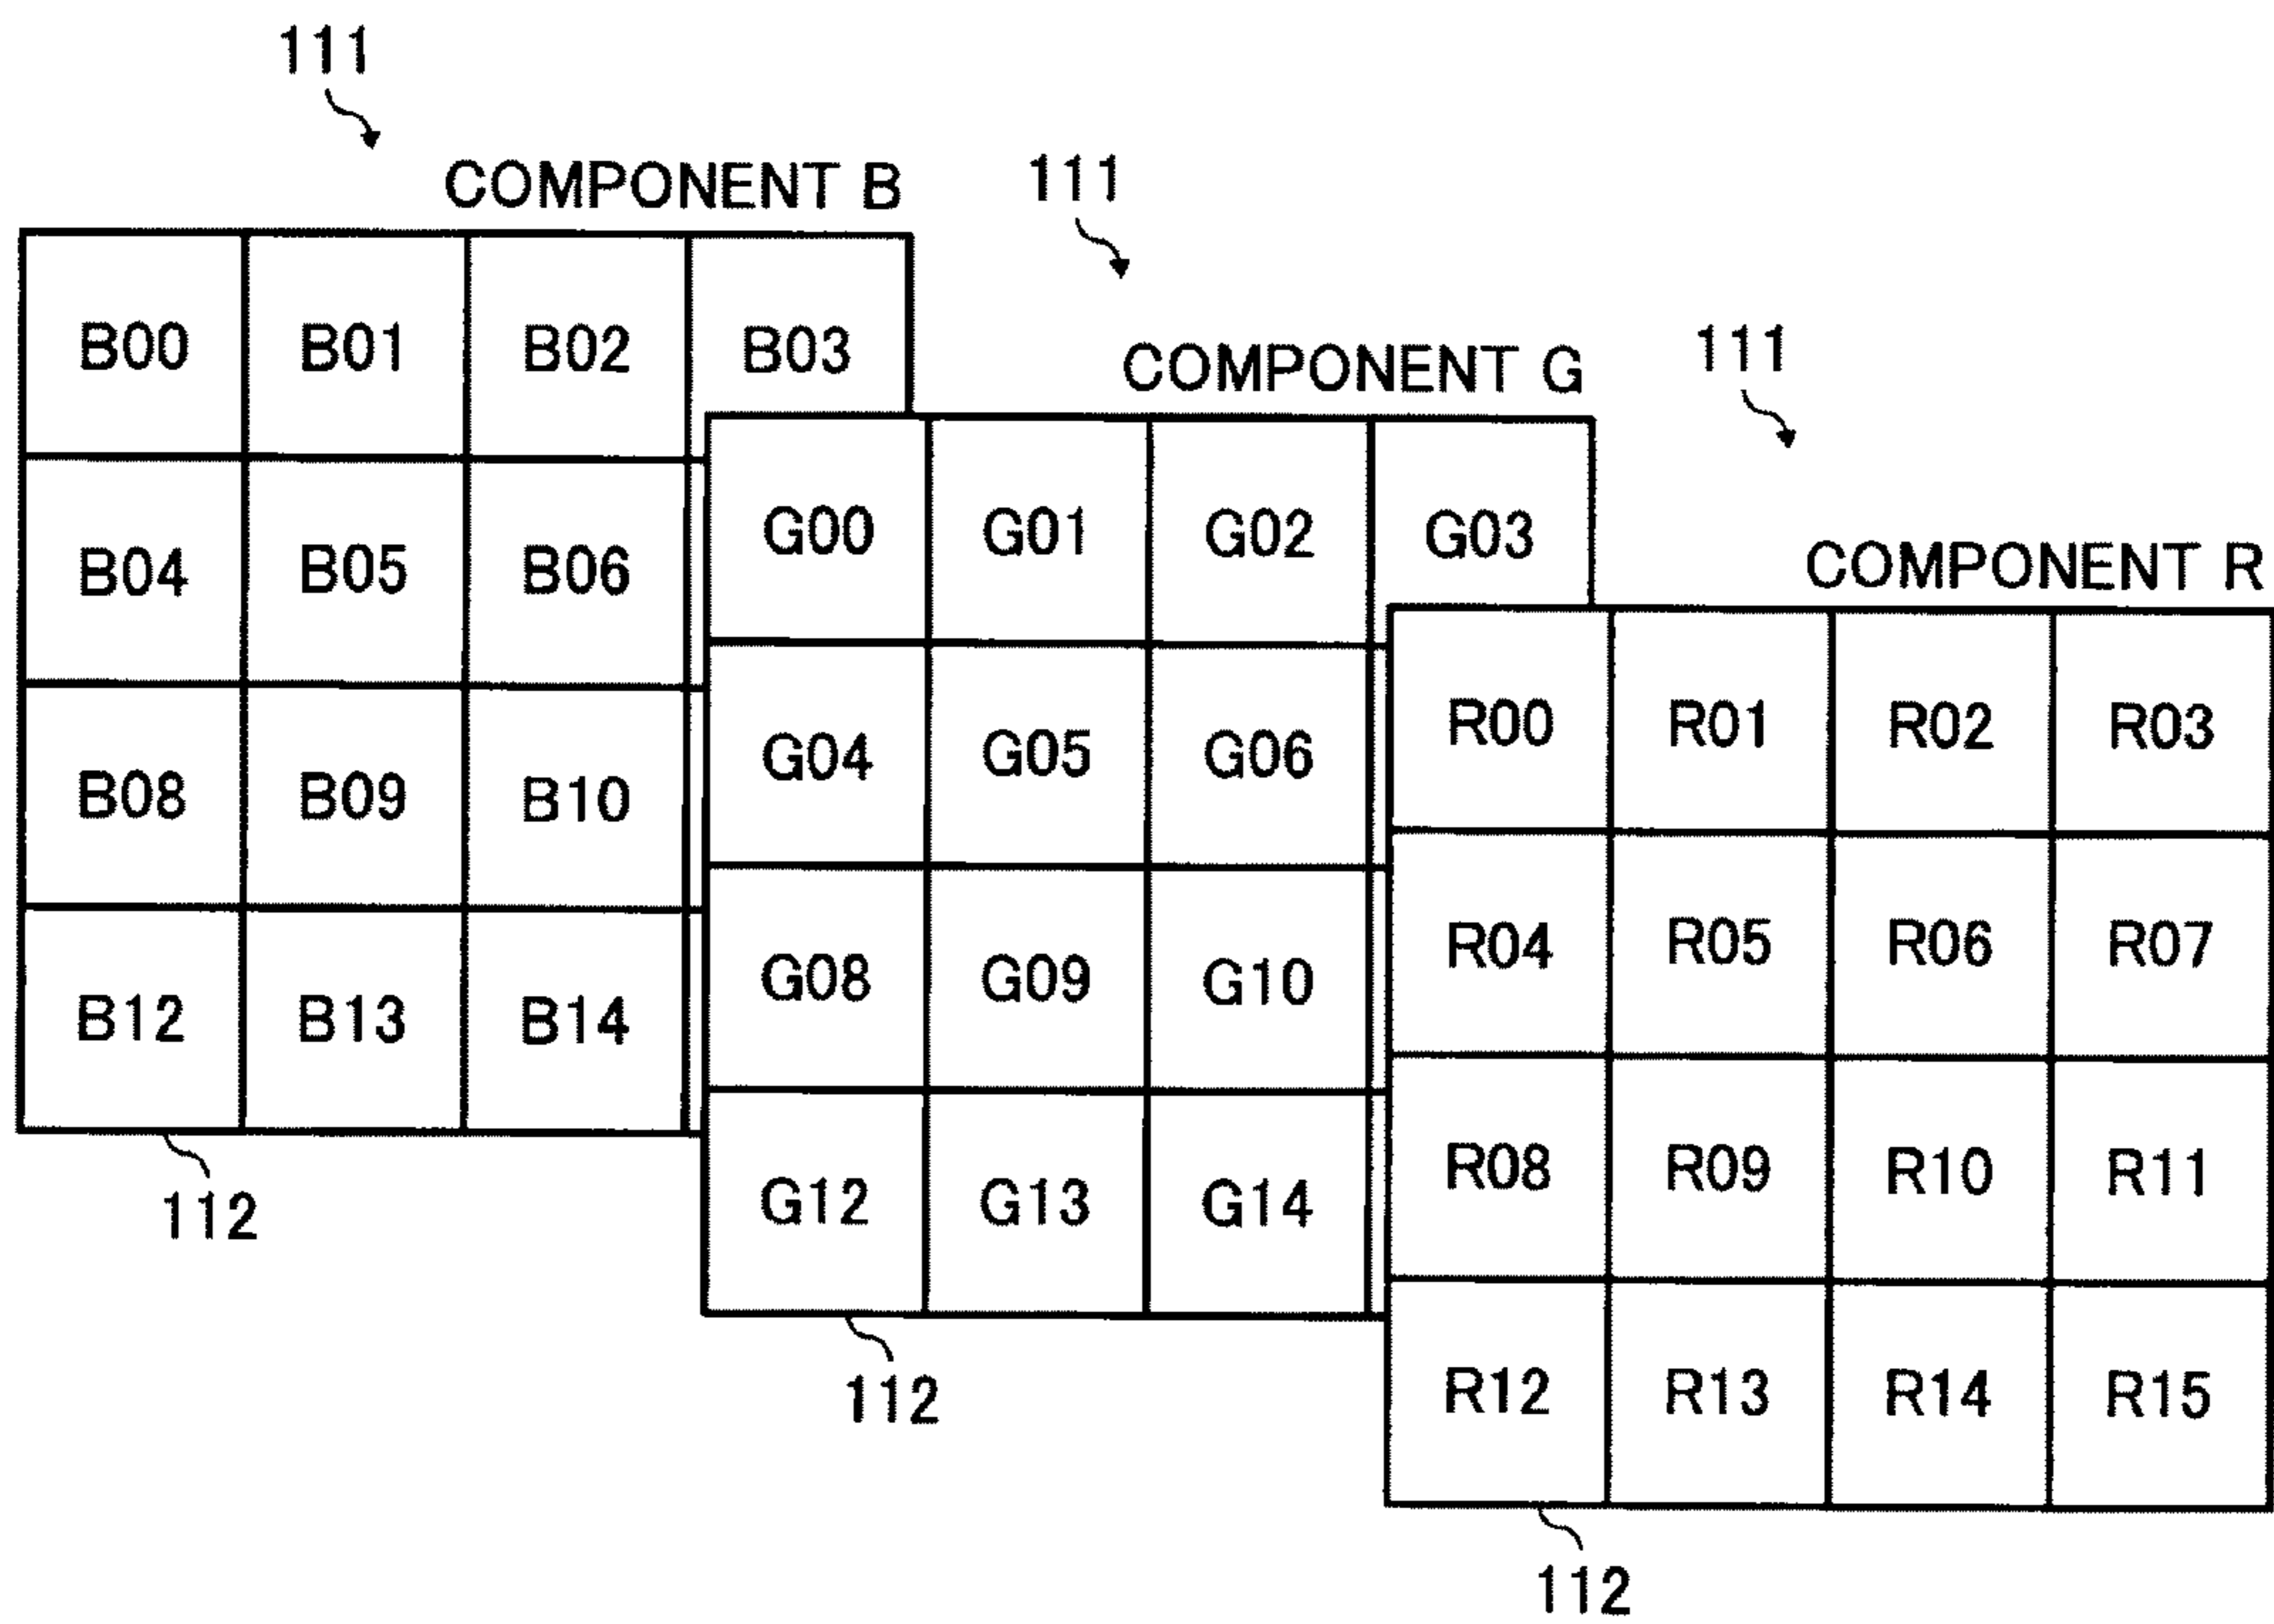 111
COMPONENT B
B00 B01 B02 B03
B04 B05 B06
B08 B09 B10
B12 B13 B14
112
111
COMPONENT G
G00 G01 G02 G03
G04 G05 G06
G08 G09 G10
G12 G13 G14
112
111
COMPONENT R
R00 R01 R02 R03
R04 R05 R06 R07
R08 R09 R10 R11
R12 R13 R14 R15
112